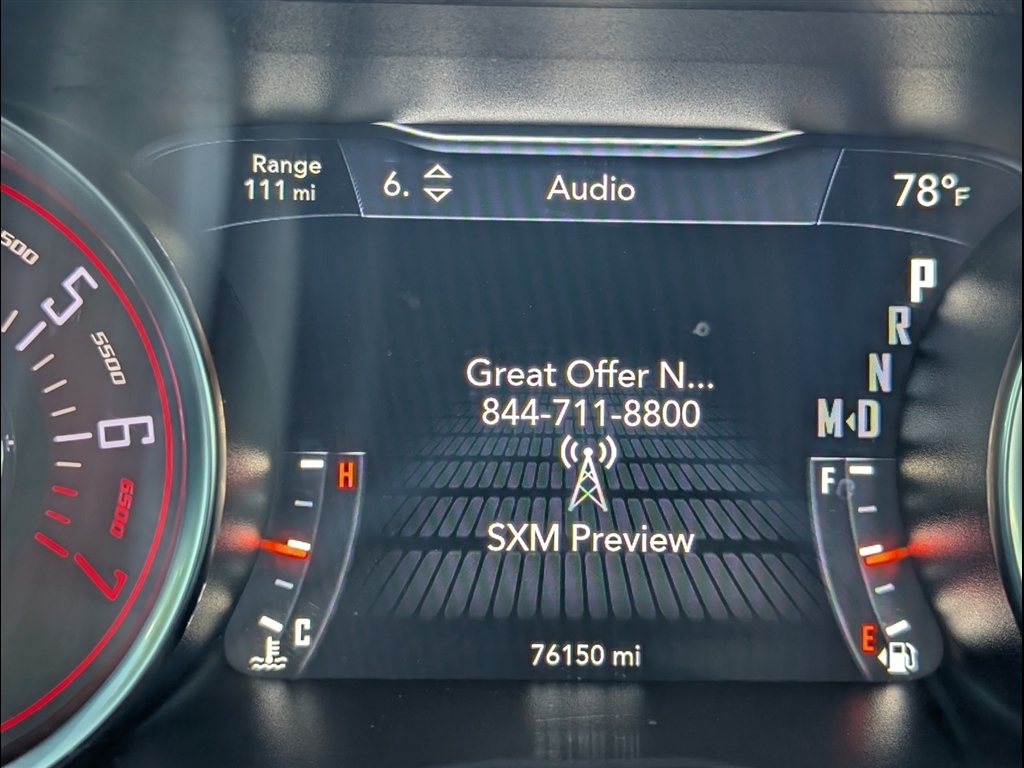 Range
111 mi
6.
Audio
78°F
500
5
5500
6
6500
7
P
R
N
M D
Great Offer N...
844-711-8800
SXM Preview
H
C
F
E
76150 mi